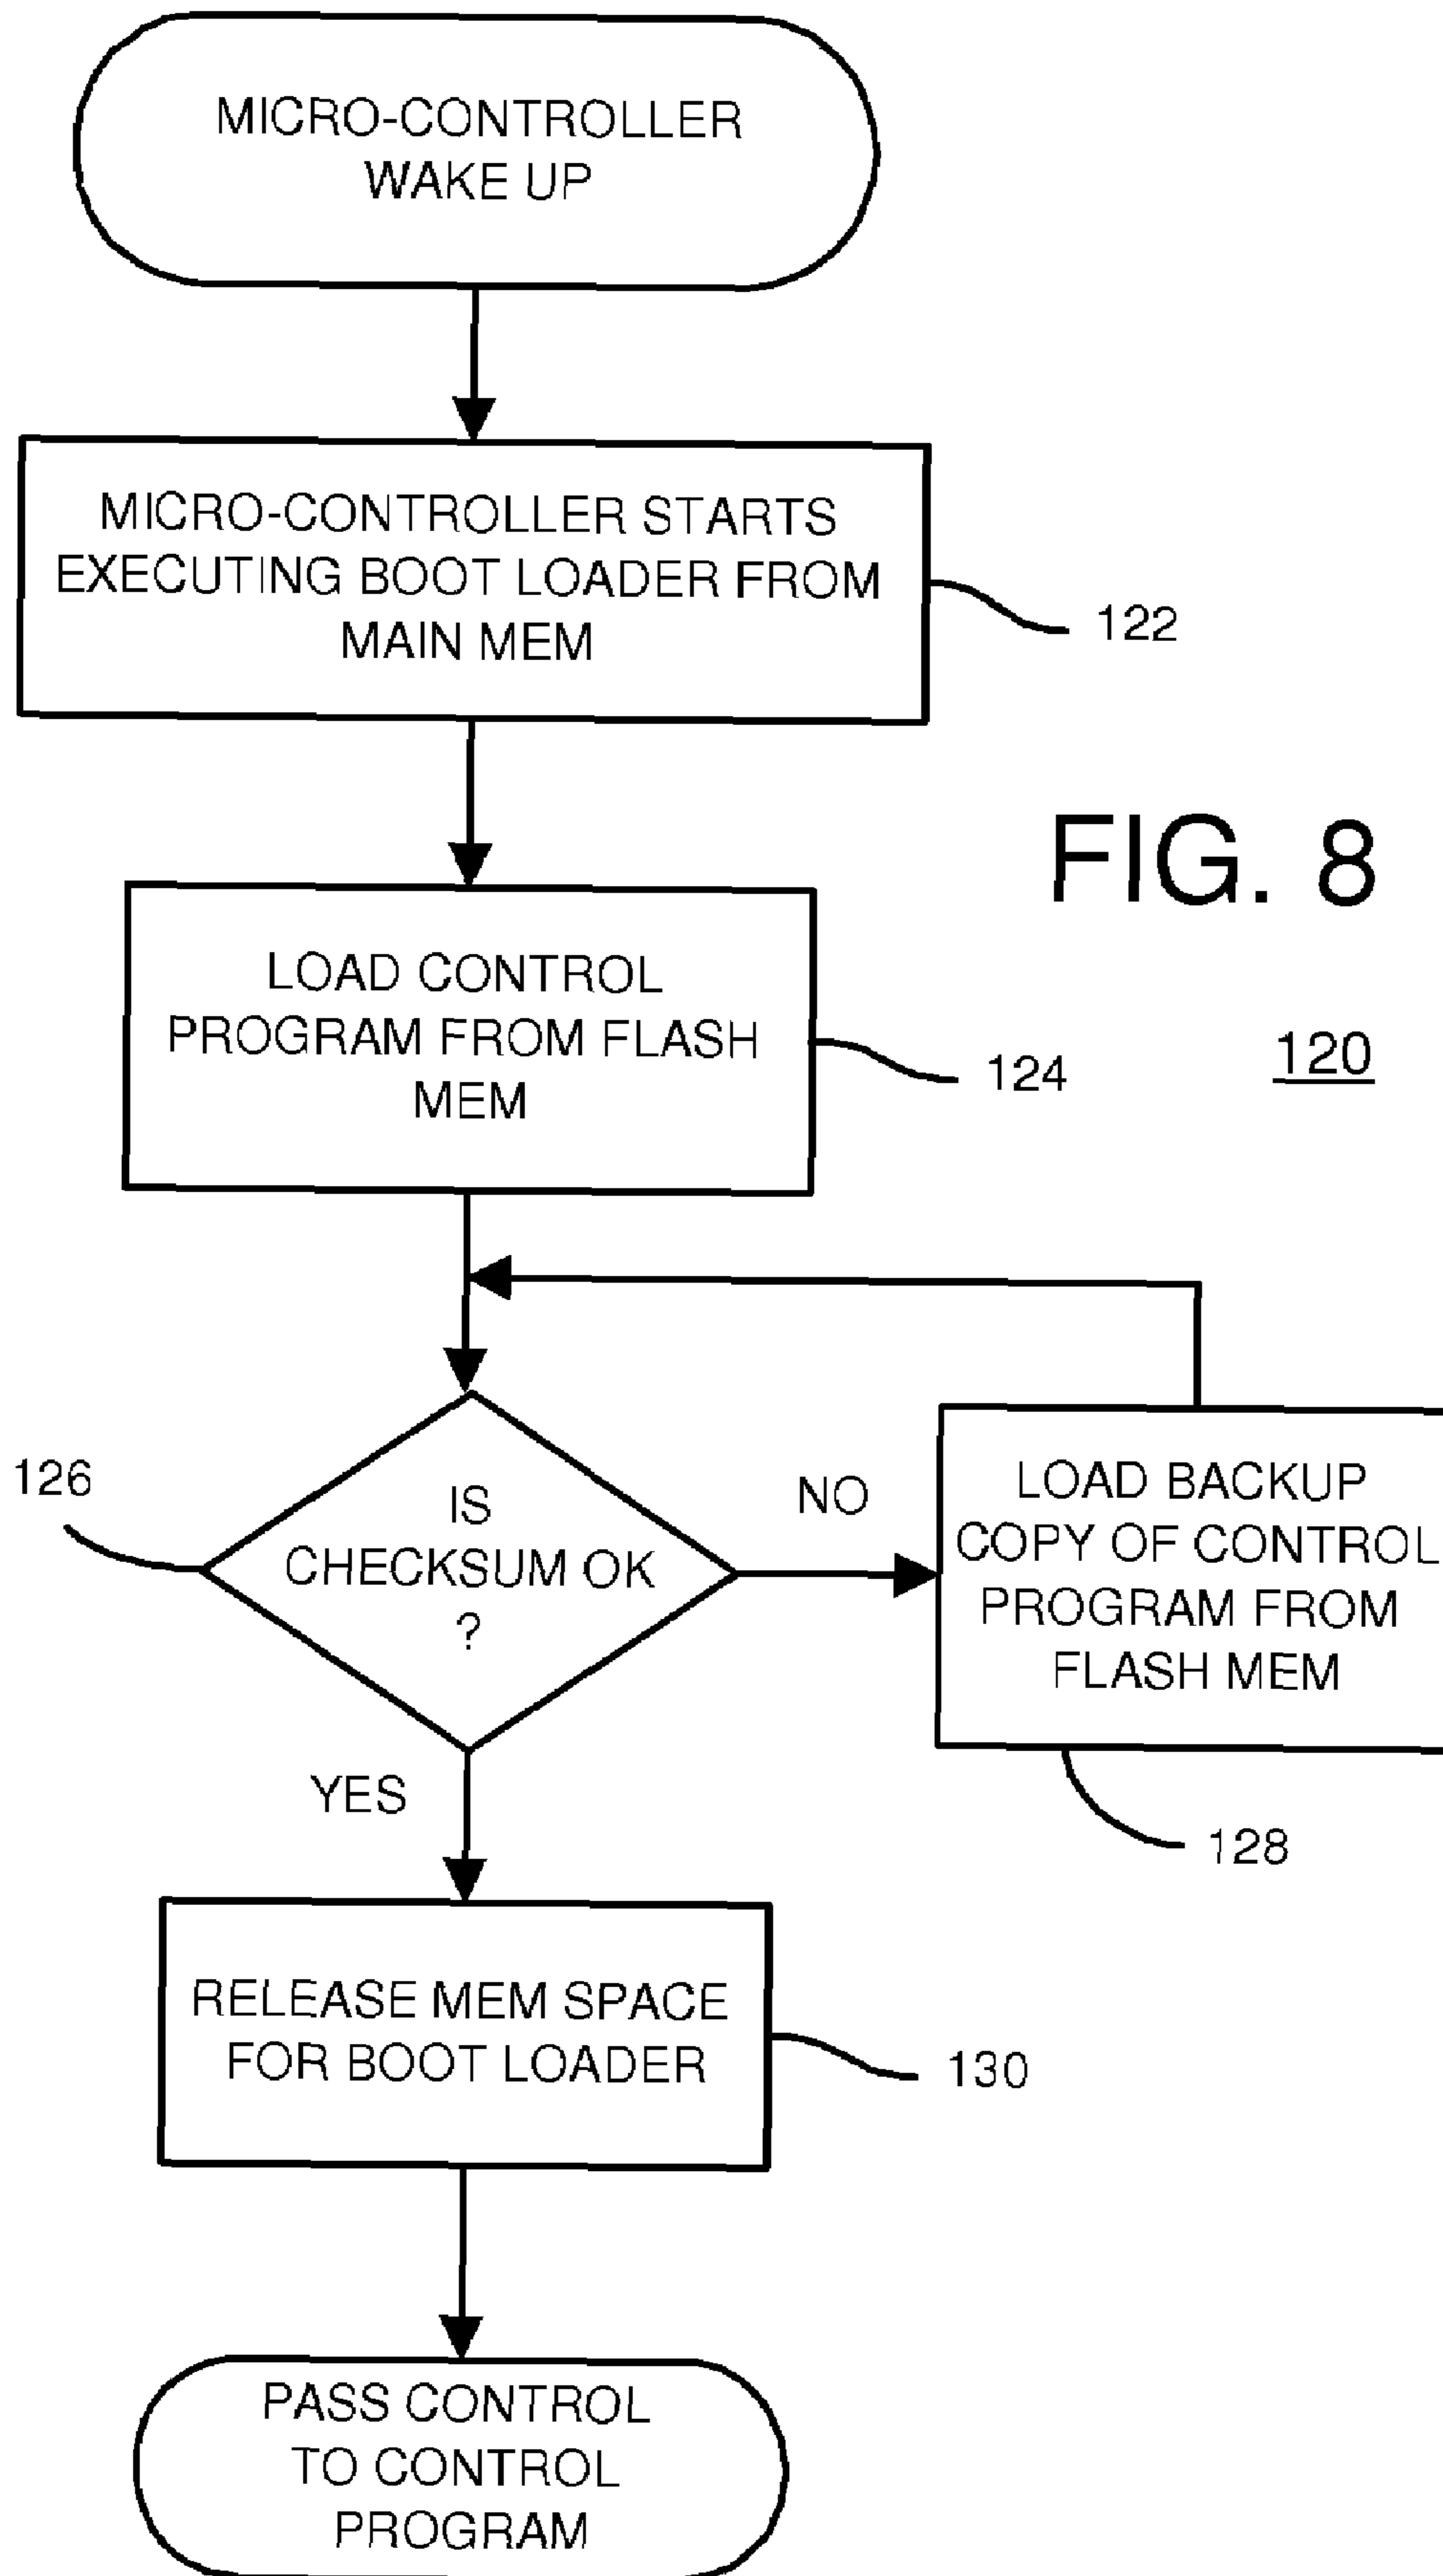 MICRO-CONTROLLER
WAKE UP
MICRO-CONTROLLER STARTS
EXECUTING BOOT LOADER FROM
MAIN MEM
122
FIG. 8
LOAD CONTROL
PROGRAM FROM FLASH
MEM
124
120
126
IS
CHECKSUM OK
?
NO
LOAD BACKUP
COPY OF CONTROL
PROGRAM FROM
FLASH MEM
128
YES
RELEASE MEM SPACE
FOR BOOT LOADER
130
PASS CONTROL
TO CONTROL
PROGRAM